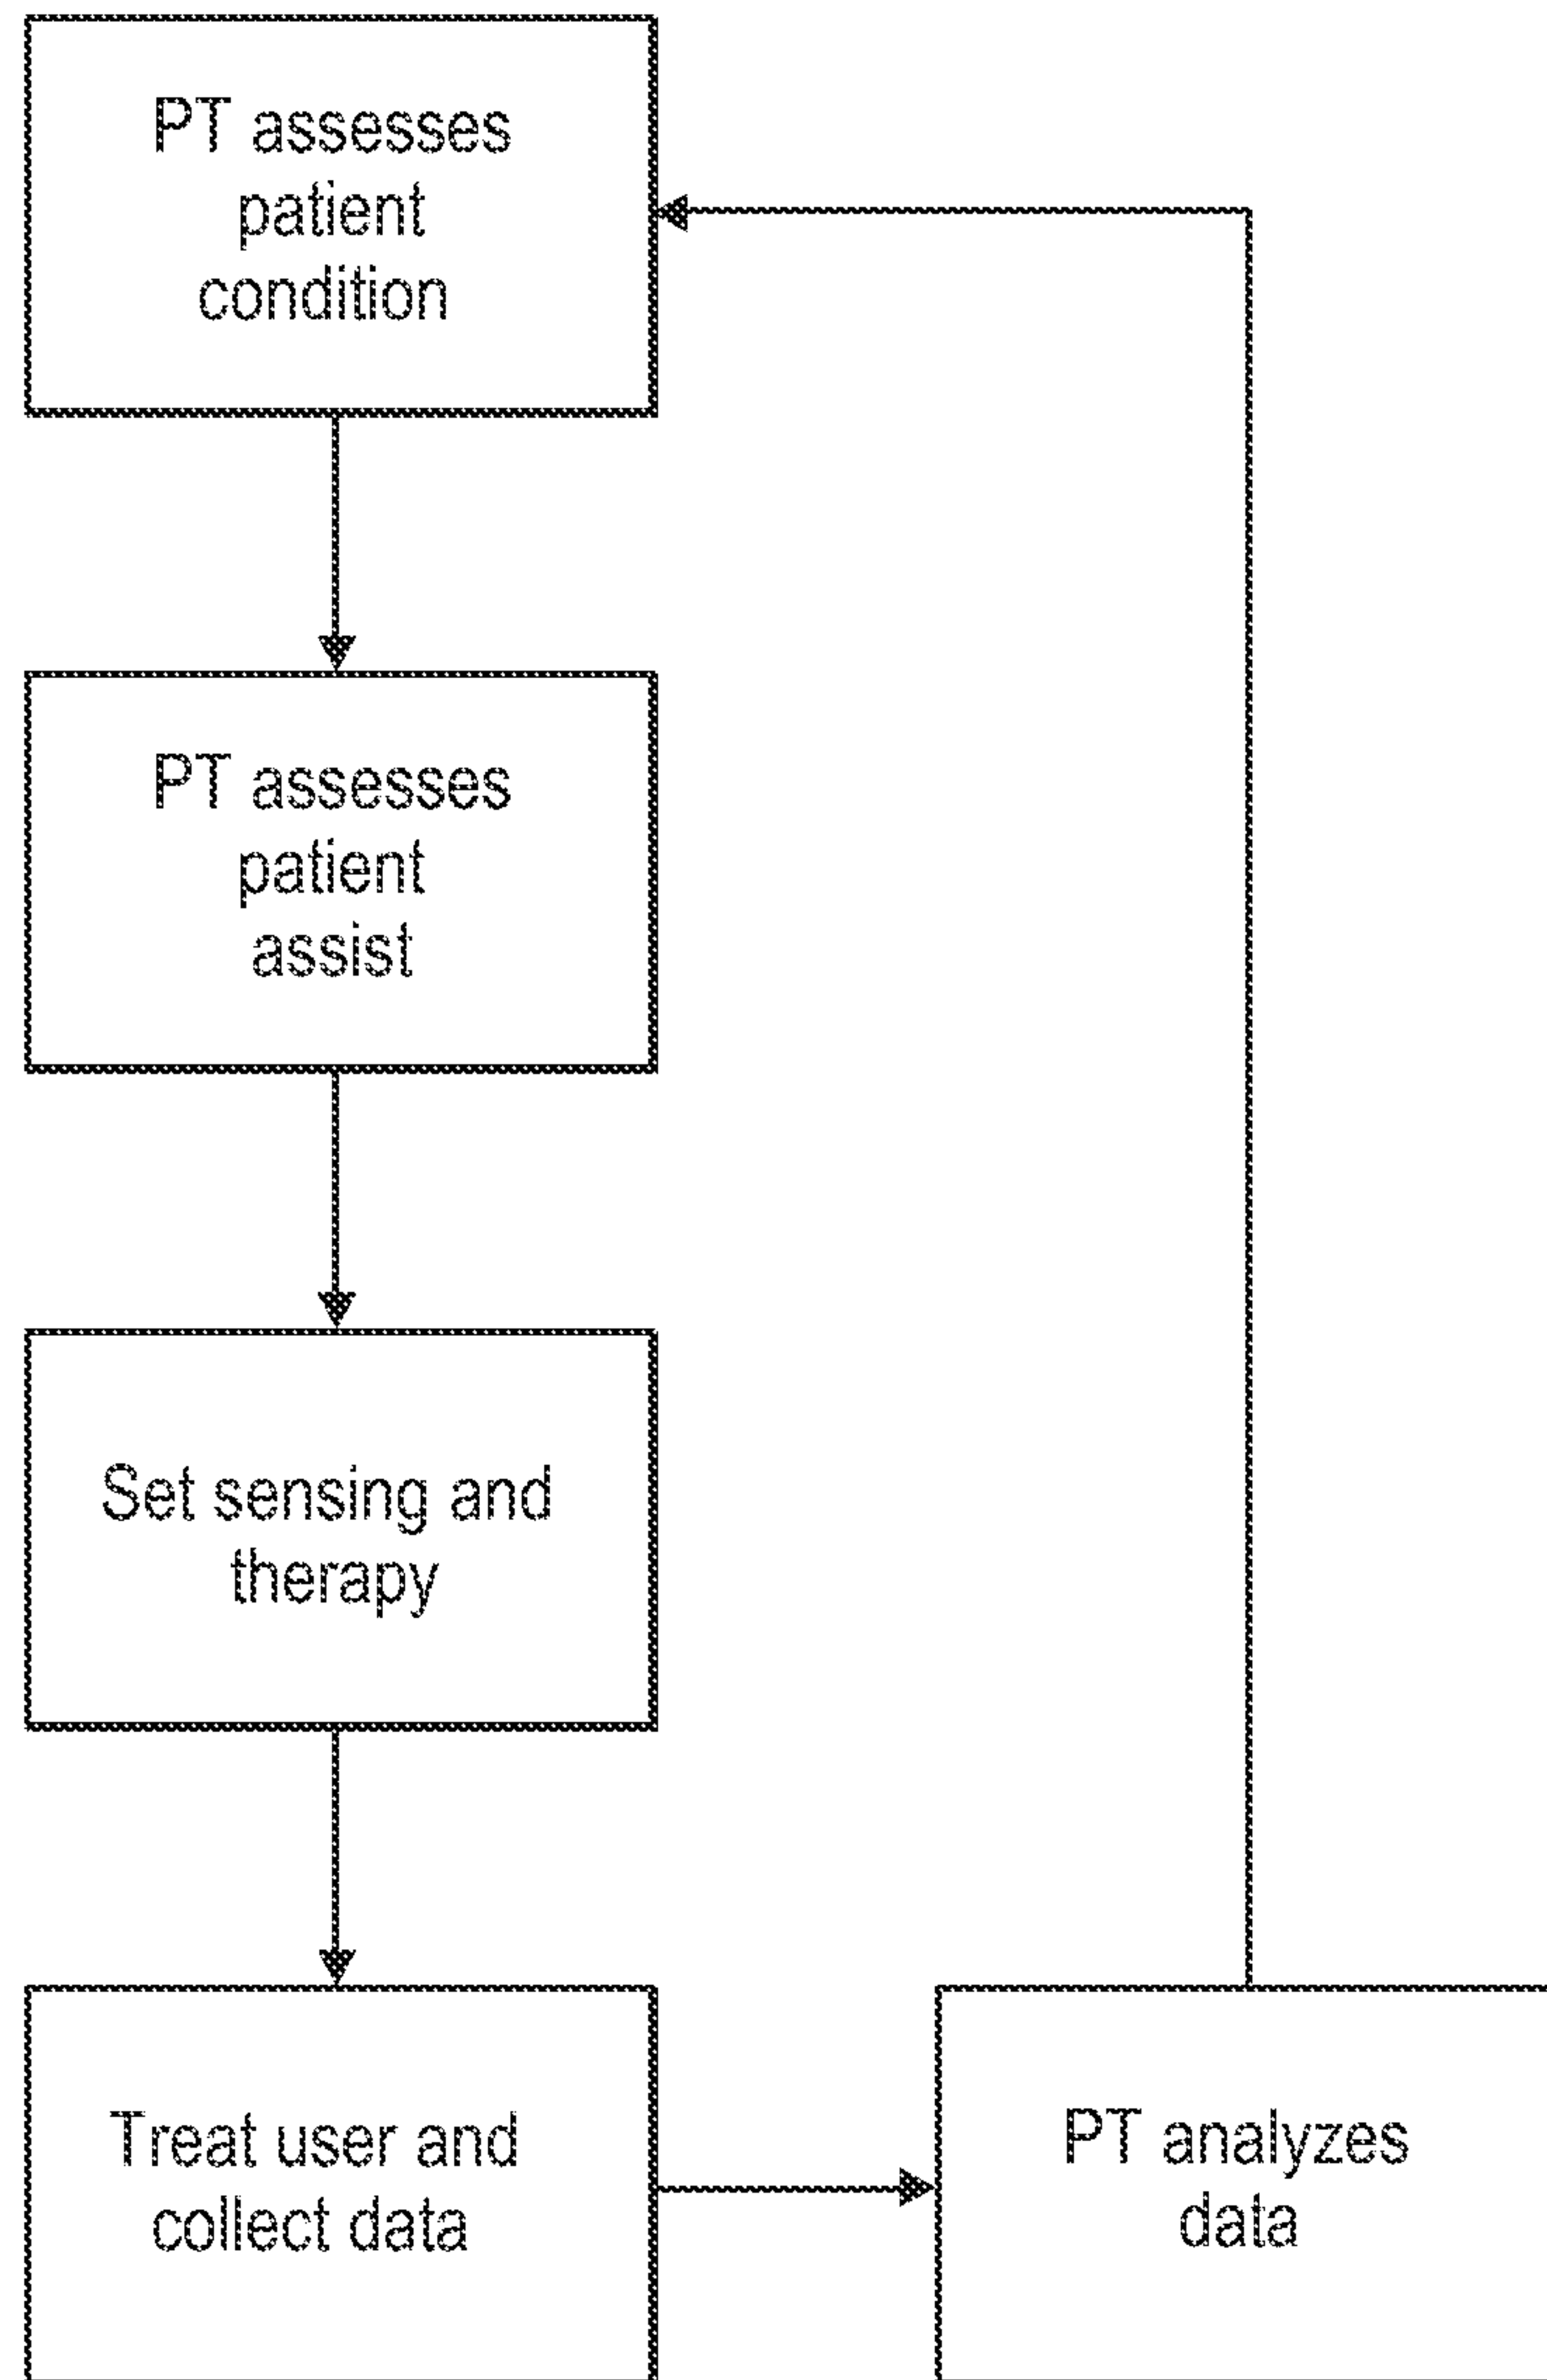 PT assesses
patient
condition
PT assesses
patient
assist
Set sensing and
therapy
Treat user and
collect data
PT analyzes
data